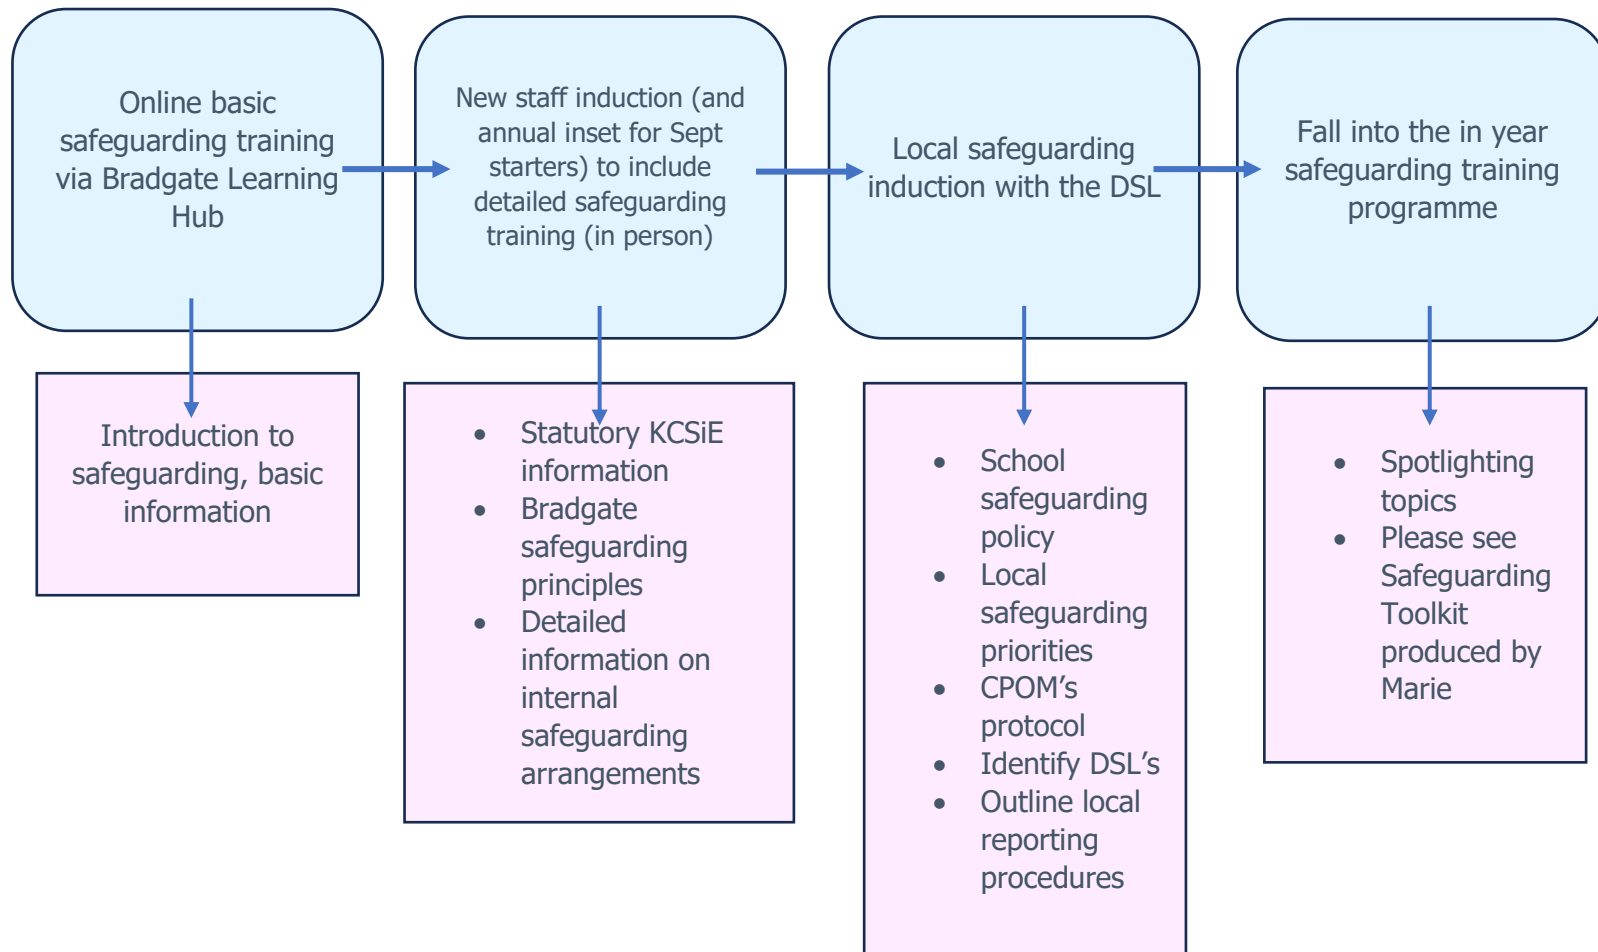 Online basic
safeguarding training
via Bradgate Learning
Hub
New staff induction (and
annual inset for Sept
starters) to include
detailed safeguarding
training (in person)
Local safeguarding
induction with the DSL
Fall into the in year
safeguarding training
programme
Introduction to
safeguarding, basic
information
• Statutory KCSiE
information
• Bradgate
safeguarding
principles
• Detailed
information on
internal
safeguarding
arrangements
• School
safeguarding
policy
• Local
safeguarding
priorities
• CPOM’s
protocol
• Identify DSL’s
• Outline local
reporting
procedures
• Spotlighting
topics
• Please see
Safeguarding
Toolkit
produced by
Marie